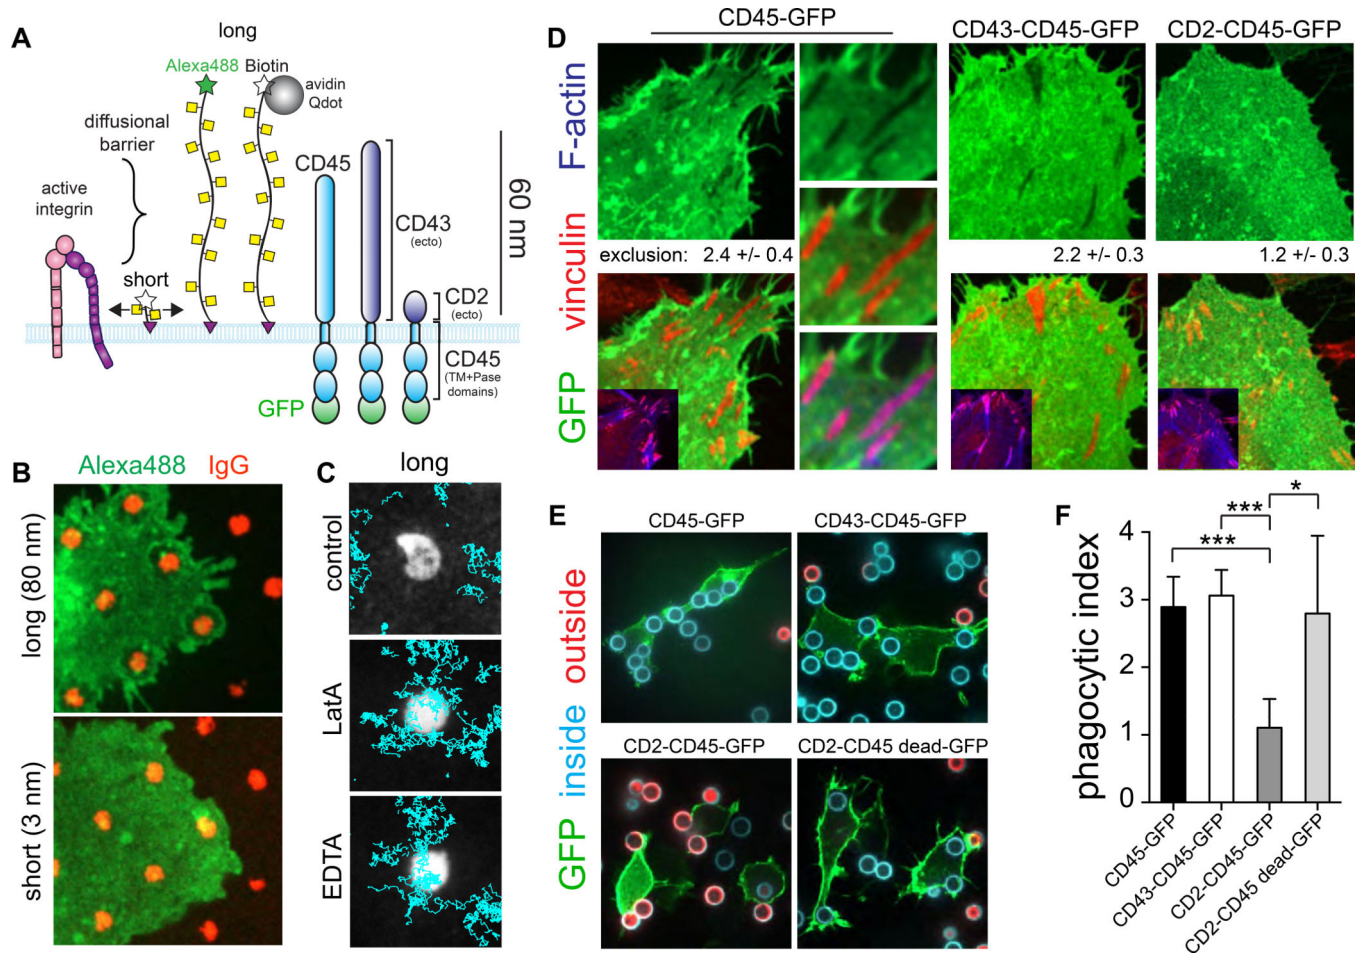 A
long
Alexa488 Biotin
avidin
Qdot
diffusional
barrier
active
integrin
short
CD45
CD43
(ecto)
CD2
(ecto)
CD45
(TM+Pase
domains)
GFP
60 nm
B
Alexa488 IgG
long (80 nm)
short (3 nm)
C
long
control
LatA
EDTA
D
CD45-GFP
CD43-CD45-GFP
CD2-CD45-GFP
GFP vinculin F-actin
exclusion: 2.4 +/- 0.4
2.2 +/- 0.3
1.2 +/- 0.3
E
GFP inside outside
CD45-GFP
CD43-CD45-GFP
CD2-CD45-GFP
CD2-CD45 dead-GFP
F
phagocytic index
4
3
2
1
0
***
***
*
CD45-GFP
CD43-CD45-GFP
CD2-CD45-GFP
CD2-CD45 dead-GFP